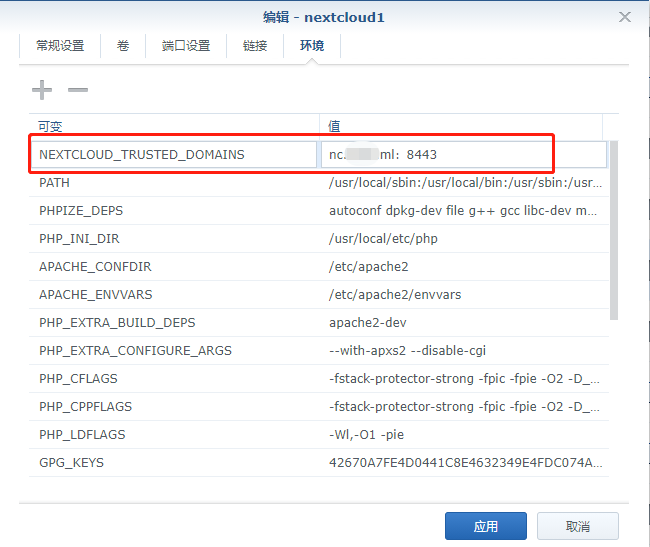 编辑 - nextcloud1
常规设置 卷 端口设置 链接 环境
可变 值
NEXTCLOUD_TRUSTED_DOMAINS nc. ml：8443
PATH /usr/local/sbin:/usr/local/bin:/usr/sbin:/usr...
PHPIZE_DEPS autoconf dpkg-dev file g++ gcc libc-dev m...
PHP_INI_DIR /usr/local/etc/php
APACHE_CONFDIR /etc/apache2
APACHE_ENVVARS /etc/apache2/envvars
PHP_EXTRA_BUILD_DEPS apache2-dev
PHP_EXTRA_CONFIGURE_ARGS --with-apxs2 --disable-cgi
PHP_CFLAGS -fstack-protector-strong -fpic -fpie -O2 -D_...
PHP_CPPFLAGS -fstack-protector-strong -fpic -fpie -O2 -D_...
PHP_LDFLAGS -Wl,-O1 -pie
GPG_KEYS 42670A7FE4D0441C8E4632349E4FDC074A...
应用 取消